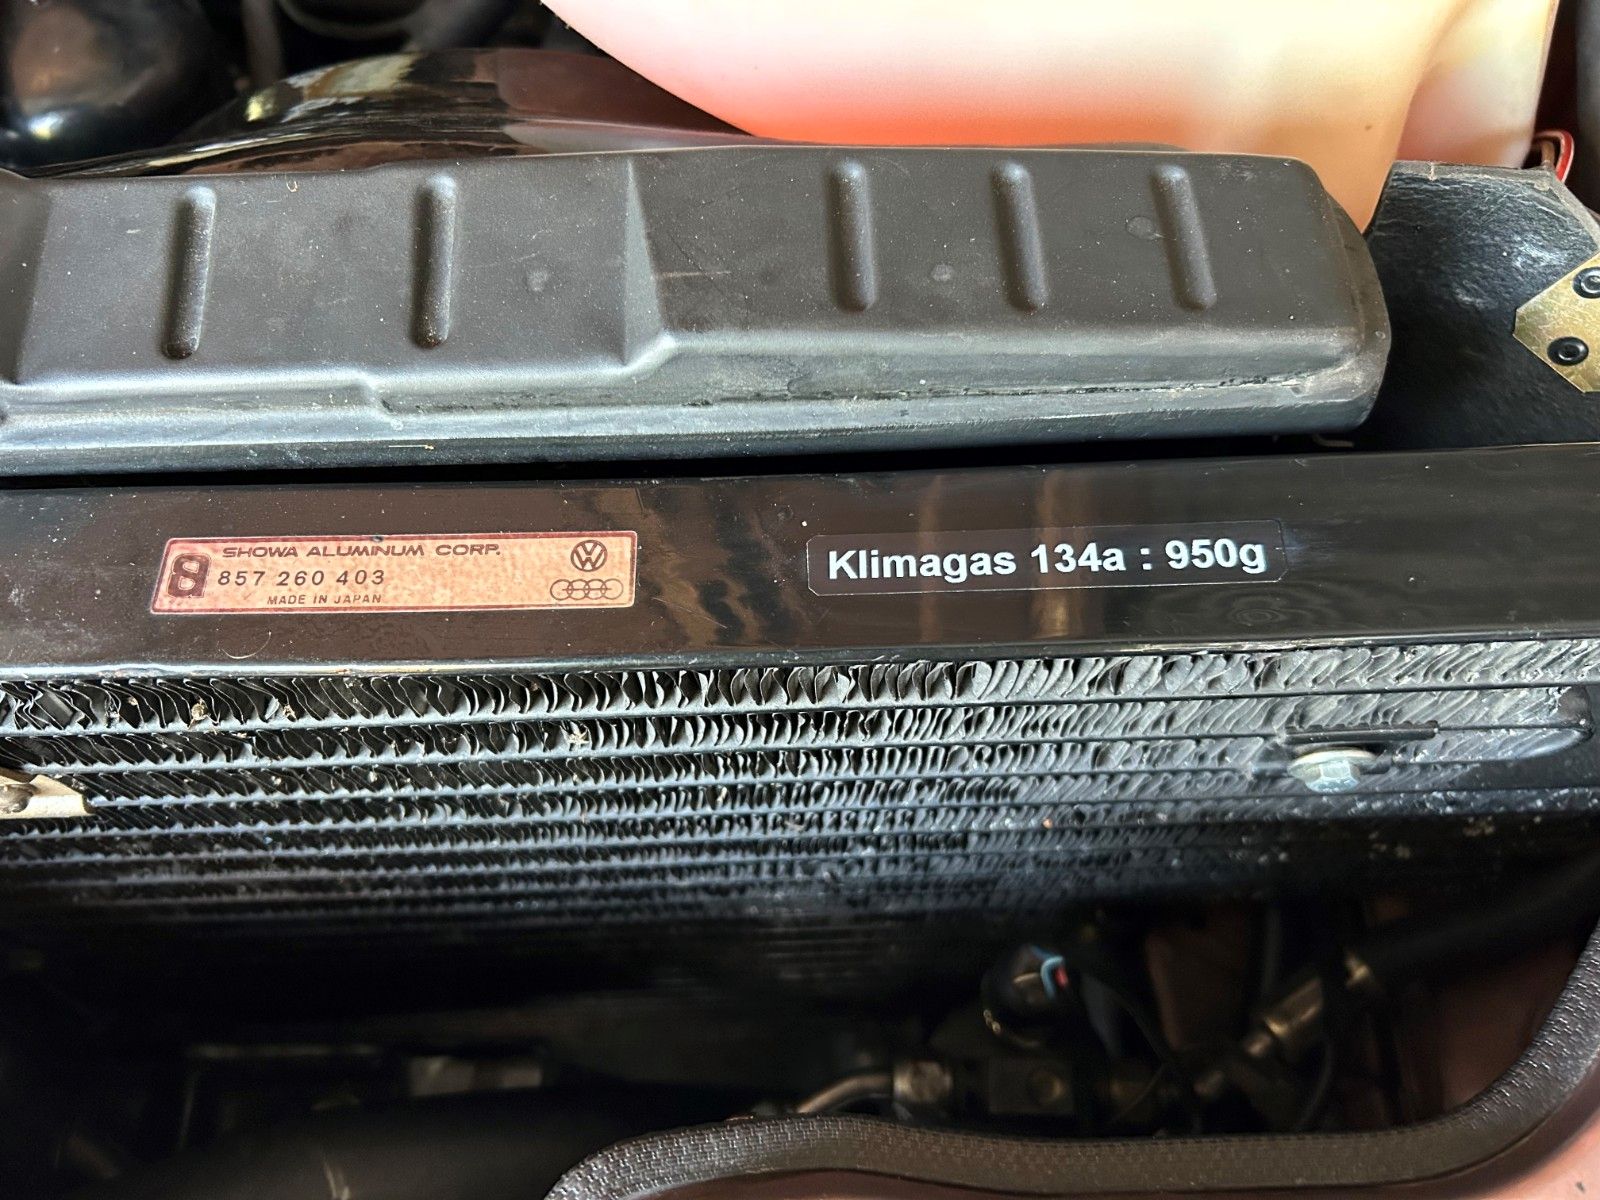 SHOWA ALUMINUM CORP.
857 260 403
MADE IN JAPAN
Klimagas 134a : 950g